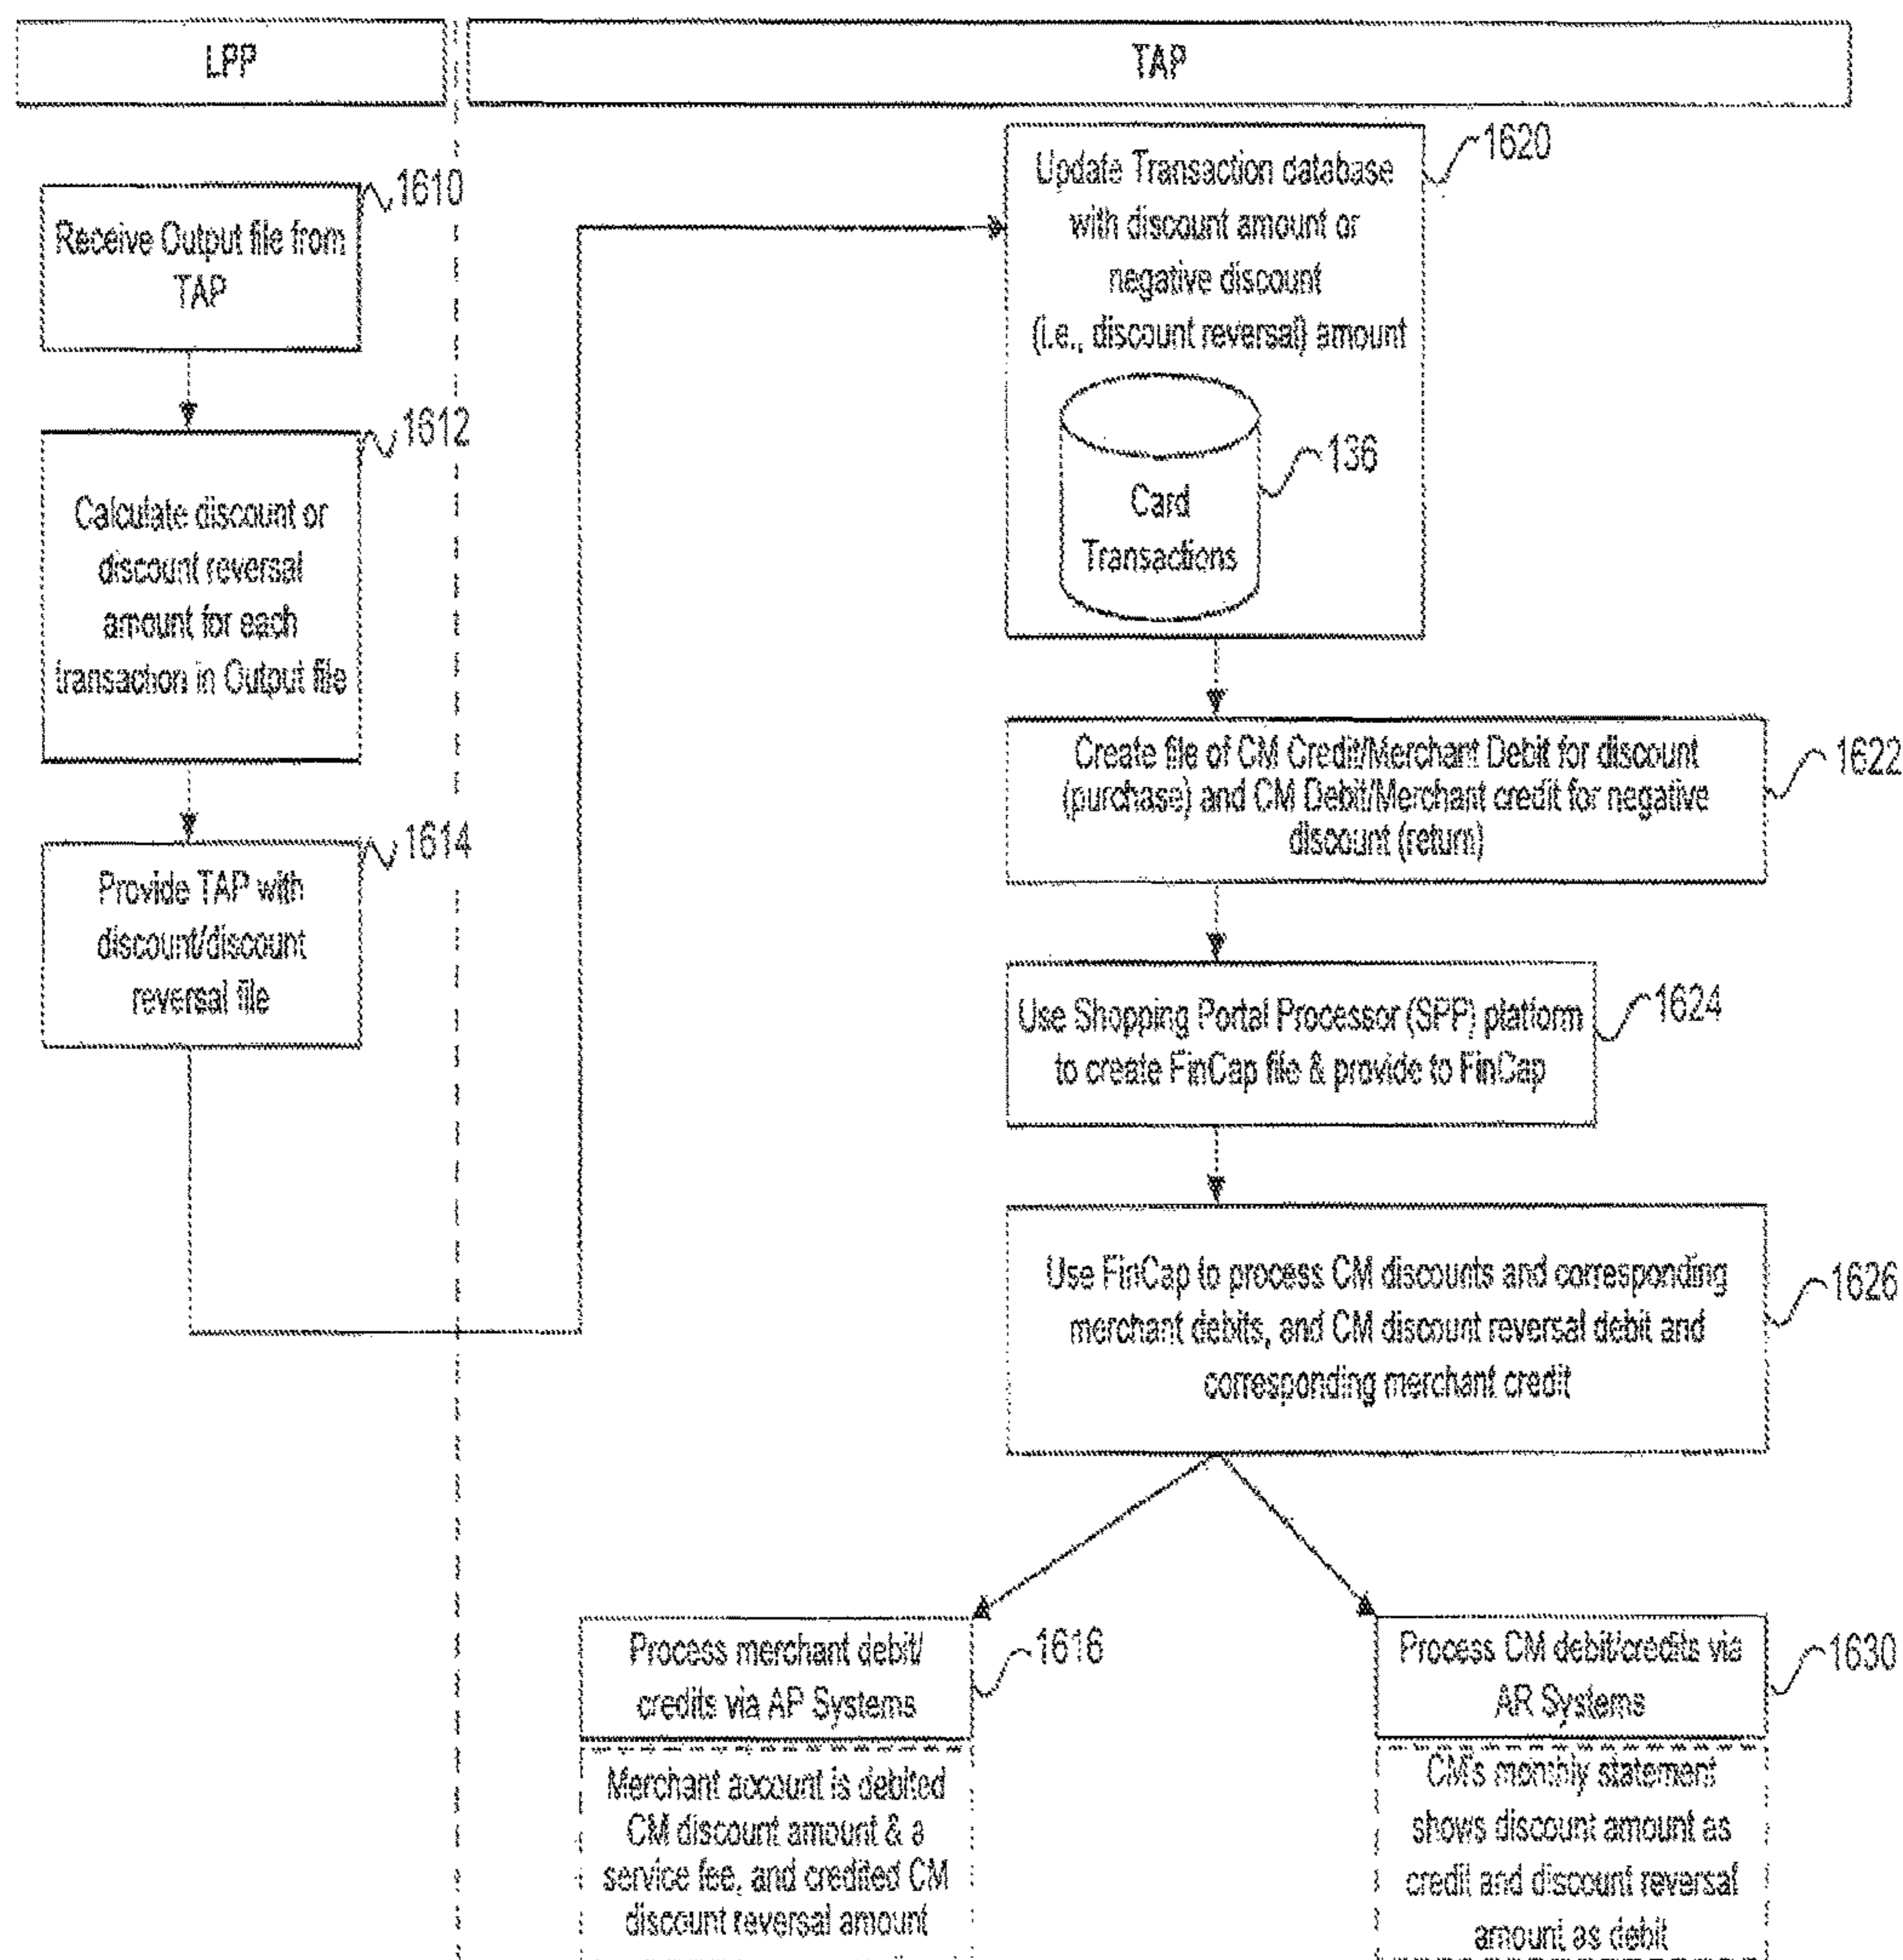 LPP
TAP
1610
Receive Output file from
TAP
1612
Calculate discount or
discount reversal
amount for each
transaction in Output file
1614
Provide TAP with
discount/discount
reversal file
1620
Update Transaction database
with discount amount or
negative discount
(i.e., discount reversal) amount
136
Card
Transactions
1622
Create file of CM Credit/Merchant Debit for discount
(purchase) and CM Debit/Merchant credit for negative
discount (return)
1624
Use Shopping Portal Processor (SPP) platform
to create FinCap file & provide to FinCap
1626
Use FinCap to process CM discounts and corresponding
merchant debits, and CM discount reversal debit and
corresponding merchant credit
1616
Process merchant debit/
credits via AP Systems
Merchant account is debited
CM discount amount & a
service fee, and credited CM
discount reversal amount
1630
Process CM debit/credits via
AR Systems
CM's monthly statement
shows discount amount as
credit and discount reversal
amount as debit